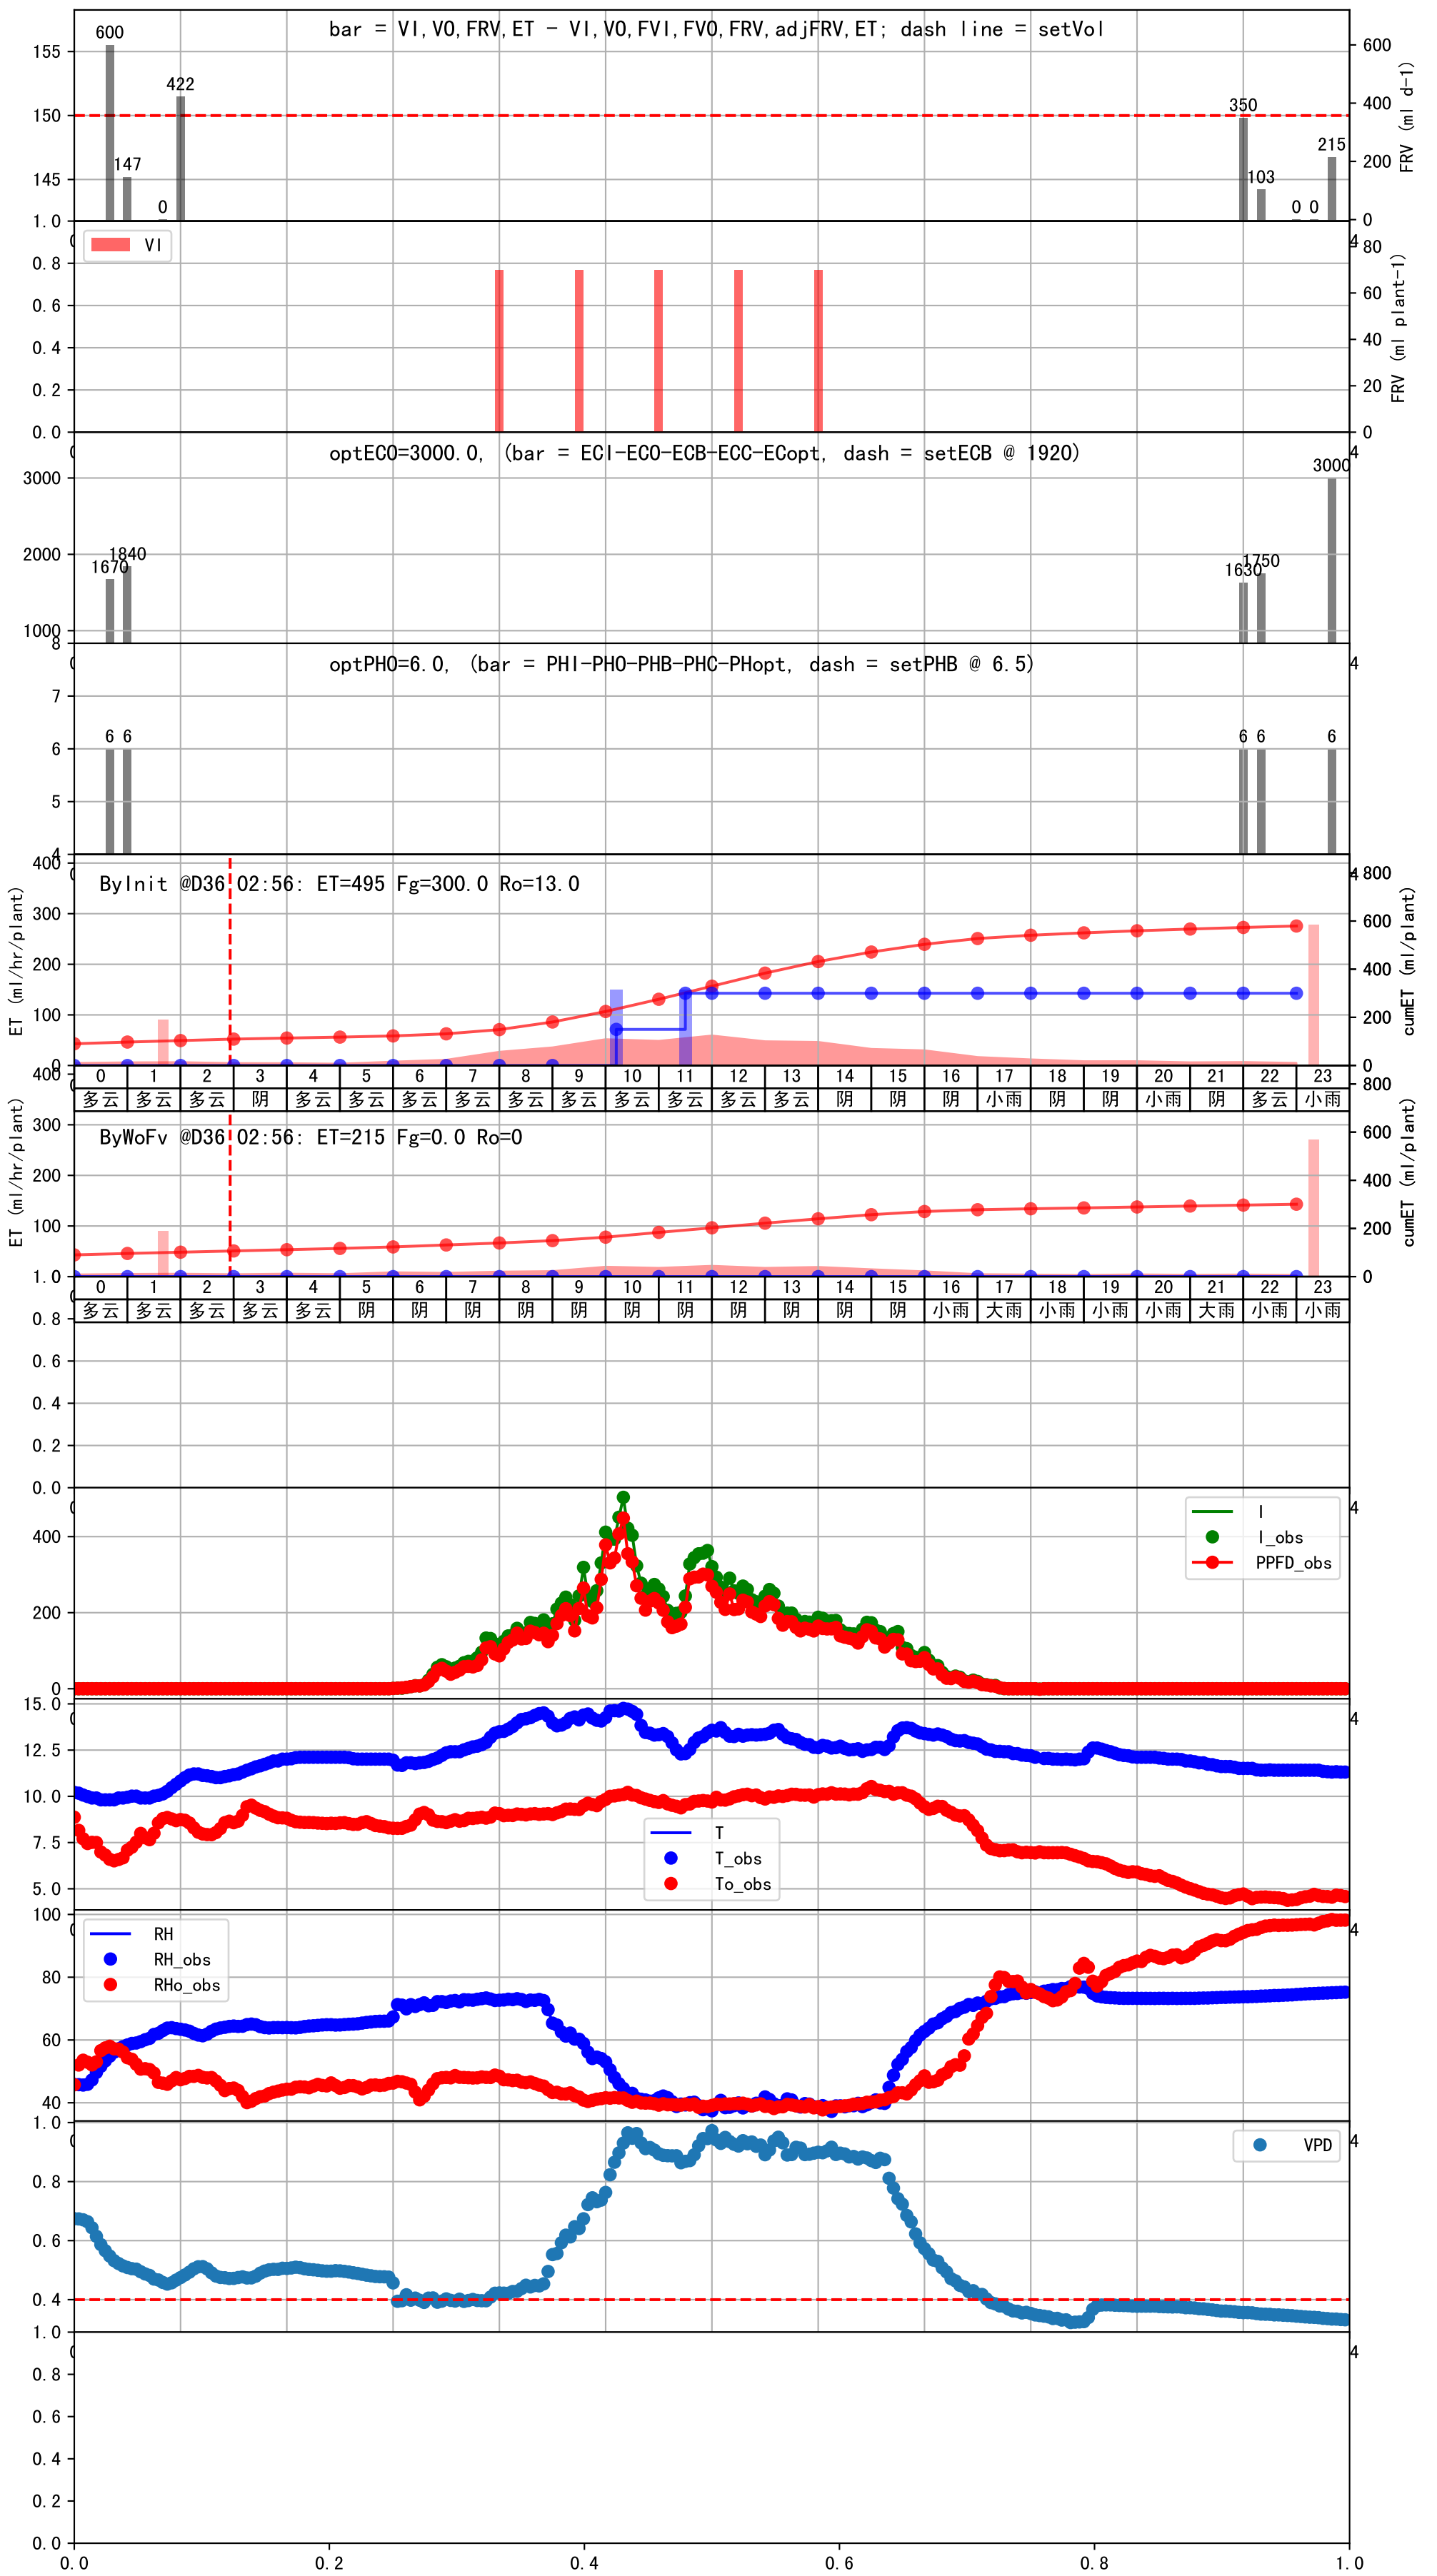 bar = VI,VO,FRV,ET - VI,VO,FVI,FVO,FRV,adjFRV,ET; dash line = setVol
600 147 0 422 350 103 0 0 215
155 150 145
600 400 200 0
FRV (ml d-1)
VI
1.0 0.8 0.6 0.4 0.2 0.0
80 60 40 20 0
FRV (ml plant-1)
optECO=3000.0, (bar = ECI-ECO-ECB-ECC-ECopt, dash = setECB @ 1920)
1670 1840 1630 1750 3000
3000 2000 1000
optPHO=6.0, (bar = PHI-PHO-PHB-PHC-PHopt, dash = setPHB @ 6.5)
6 6 6 6 6
8 7 6 5 4
ByInit @D36 02:56: ET=495 Fg=300.0 Ro=13.0
ET (ml/hr/plant)
400 300 200 100 0
800 600 400 200 0
cumET (ml/plant)
0 1 2 3 4 5 6 7 8 9 10 11 12 13 14 15 16 17 18 19 20 21 22 23
多云 多云 多云 阴 多云 多云 多云 多云 多云 多云 多云 多云 多云 多云 阴 阴 阴 小雨 阴 阴 小雨 阴 多云 小雨
ByWoFv @D36 02:56: ET=215 Fg=0.0 Ro=0
ET (ml/hr/plant)
400 300 200 100
800 600 400 200 0
cumET (ml/plant)
0 1 2 3 4 5 6 7 8 9 10 11 12 13 14 15 16 17 18 19 20 21 22 23
多云 多云 多云 多云 多云 阴 阴 阴 阴 阴 阴 阴 阴 阴 阴 阴 小雨 大雨 小雨 小雨 小雨 大雨 小雨 小雨
1.0 0.8 0.6 0.4 0.2 0.0
I
I_obs
PPFD_obs
400 200 0
T
T_obs
To_obs
15.0 12.5 10.0 7.5 5.0
RH
RH_obs
RHo_obs
100 80 60 40
VPD
1.0 0.8 0.6 0.4
1.0 0.8 0.6 0.4 0.2 0.0
0.0 0.2 0.4 0.6 0.8 1.0